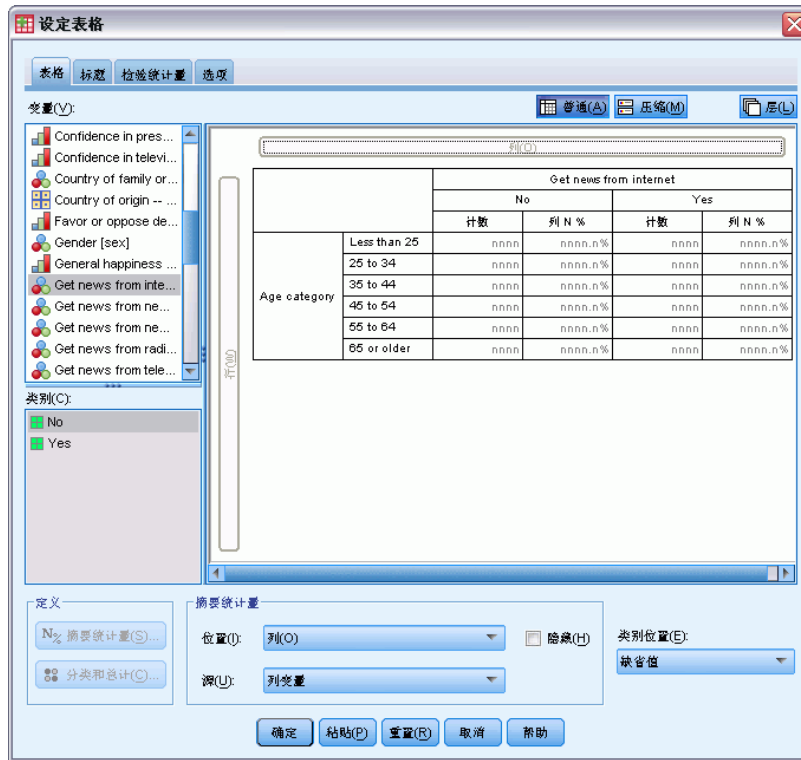 设定表格
表格 标题 检验统计量 选项
变量(V):
普通(A) 压缩(M) 层(L)
Confidence in pres...
Confidence in televi...
Country of family or...
Country of origin -- ...
Favor or oppose de...
Gender [sex]
General happiness ...
Get news from inte...
Get news from ne...
Get news from ne...
Get news from radi...
Get news from tele...
类别(C):
No
Yes
列(O)
行(W)
Get news from internet
No Yes
计数 列 N % 计数 列 N %
Age category
Less than 25 nnnn nnnn.n% nnnn nnnn.n%
25 to 34 nnnn nnnn.n% nnnn nnnn.n%
35 to 44 nnnn nnnn.n% nnnn nnnn.n%
45 to 54 nnnn nnnn.n% nnnn nnnn.n%
55 to 64 nnnn nnnn.n% nnnn nnnn.n%
65 or older nnnn nnnn.n% nnnn nnnn.n%
定义
N% 摘要统计量(S)...
分类和总计(C)...
摘要统计量
位置(I): 列(O) 隐藏(H)
源(U): 列变量
类别位置(E):
缺省值
确定 粘贴(P) 重置(R) 取消 帮助